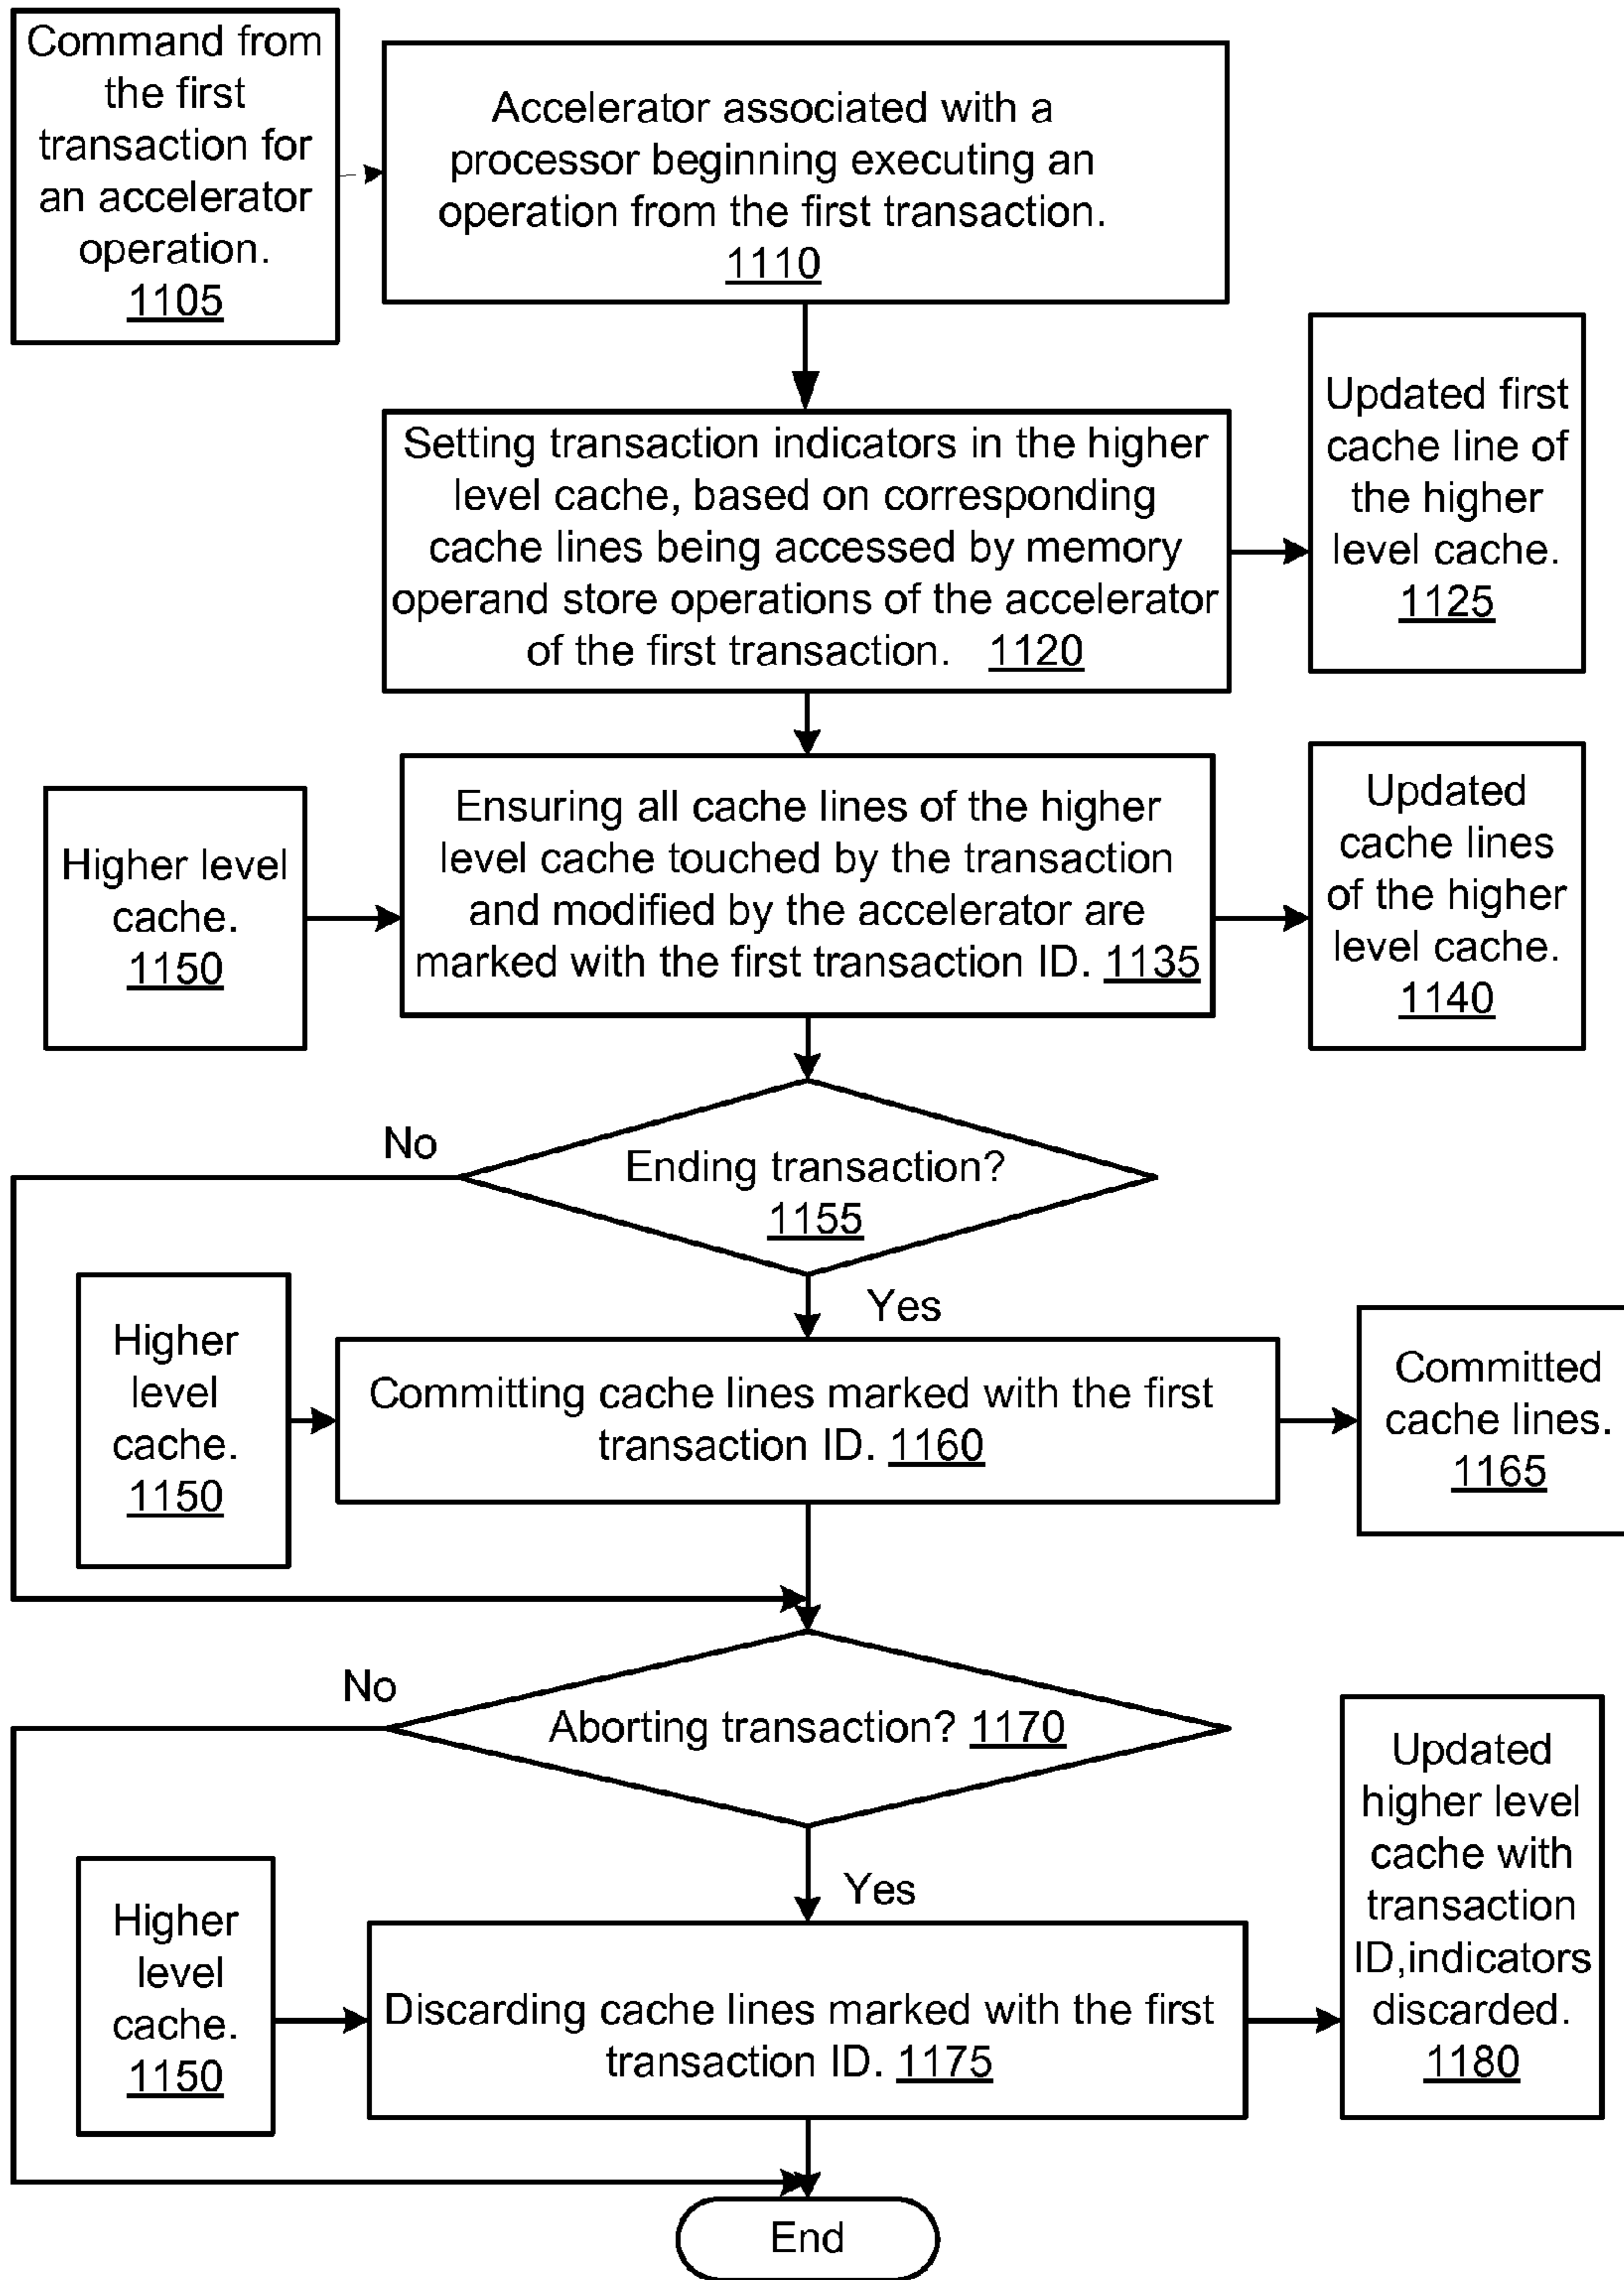 Command from
the first
transaction for
an accelerator
operation.
1105
Accelerator associated with a
processor beginning executing an
operation from the first transaction.
1110
Setting transaction indicators in the higher
level cache, based on corresponding
cache lines being accessed by memory
operand store operations of the accelerator
of the first transaction. 1120
Updated first
cache line of
the higher
level cache.
1125
Higher level
cache.
1150
Ensuring all cache lines of the higher
level cache touched by the transaction
and modified by the accelerator are
marked with the first transaction ID. 1135
Updated
cache lines
of the higher
level cache.
1140
No
Ending transaction?
1155
Yes
Higher
level
cache.
1150
Committing cache lines marked with the first
transaction ID. 1160
Committed
cache lines.
1165
No
Aborting transaction? 1170
Yes
Higher
level
cache.
1150
Discarding cache lines marked with the first
transaction ID. 1175
Updated
higher level
cache with
transaction
ID,indicators
discarded.
1180
End